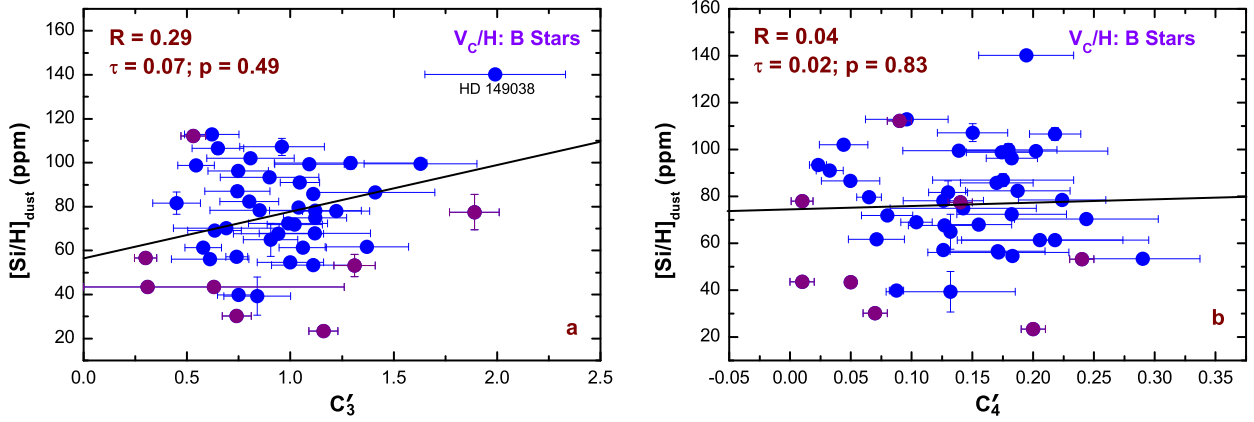 R = 0.29
τ = 0.07; p = 0.49
V_C/H: B Stars
HD 149038
a
160
140
120
100
80
60
40
20
[Si/H]_dust (ppm)
0.0 0.5 1.0 1.5 2.0 2.5
C′_3
R = 0.04
τ = 0.02; p = 0.83
V_C/H: B Stars
b
160
140
120
100
80
60
40
20
[Si/H]_dust (ppm)
-0.05 0.00 0.05 0.10 0.15 0.20 0.25 0.30 0.35
C′_4